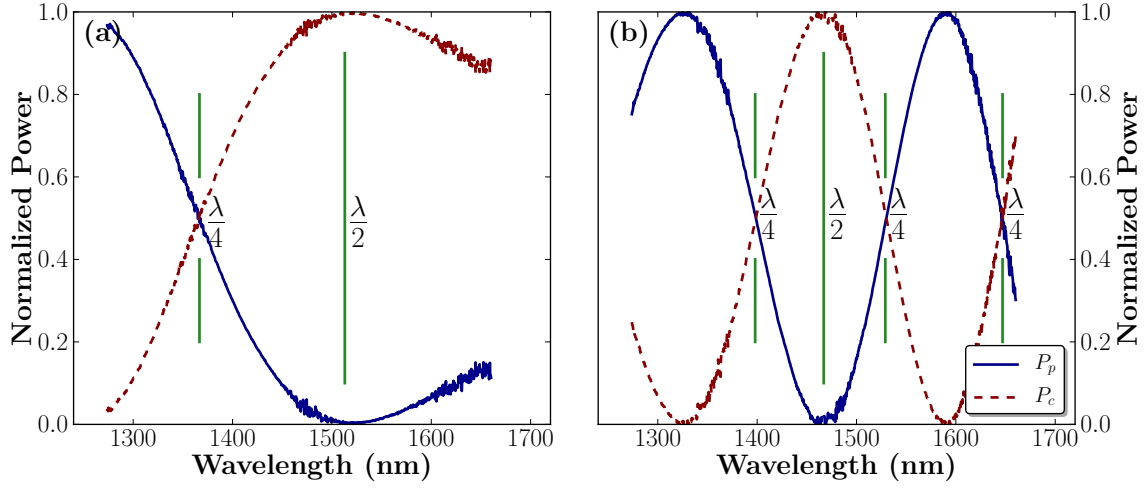 (a)
1.0
0.8
0.6
0.4
0.2
0.0
Normalized Power
λ/4
λ/2
1300 1400 1500 1600 1700
Wavelength (nm)
(b)
λ/4
λ/2
λ/4
λ/4
P_p
P_c
1300 1400 1500 1600 1700
Wavelength (nm)
1.0
0.8
0.6
0.4
0.2
0.0
Normalized Power